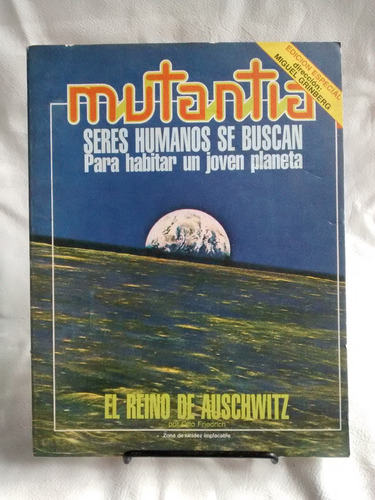 EDICION ESPECIAL
dirección:
MIGUEL GRINBERG
mutantia
SERES HUMANOS SE BUSCAN
Para habitar un joven planeta
EL REINO DE AUSCHWITZ
por Otto Friedrich
Zona de lucidez implacable